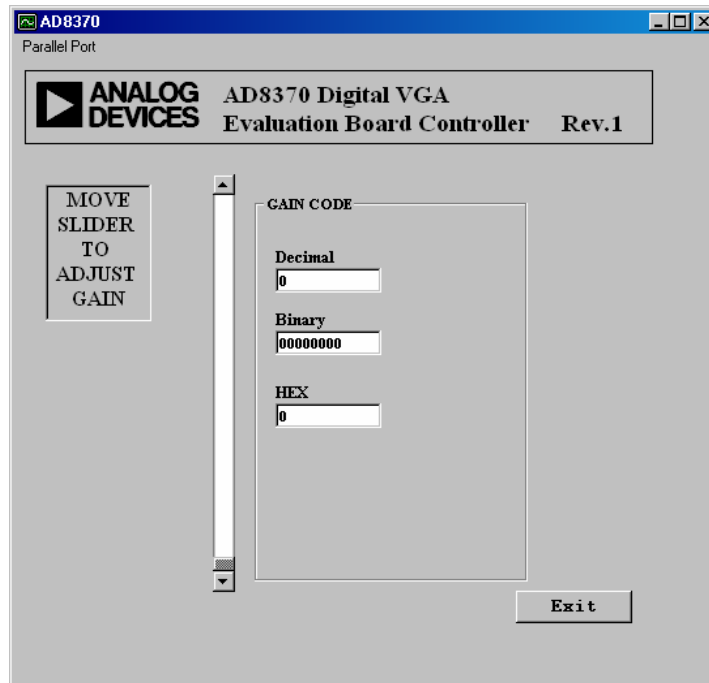 AD8370
Parallel Port
ANALOG
DEVICES
AD8370 Digital VGA
Evaluation Board Controller Rev.1
MOVE
SLIDER
TO
ADJUST
GAIN
GAIN CODE
Decimal
0
Binary
00000000
HEX
0
Exit